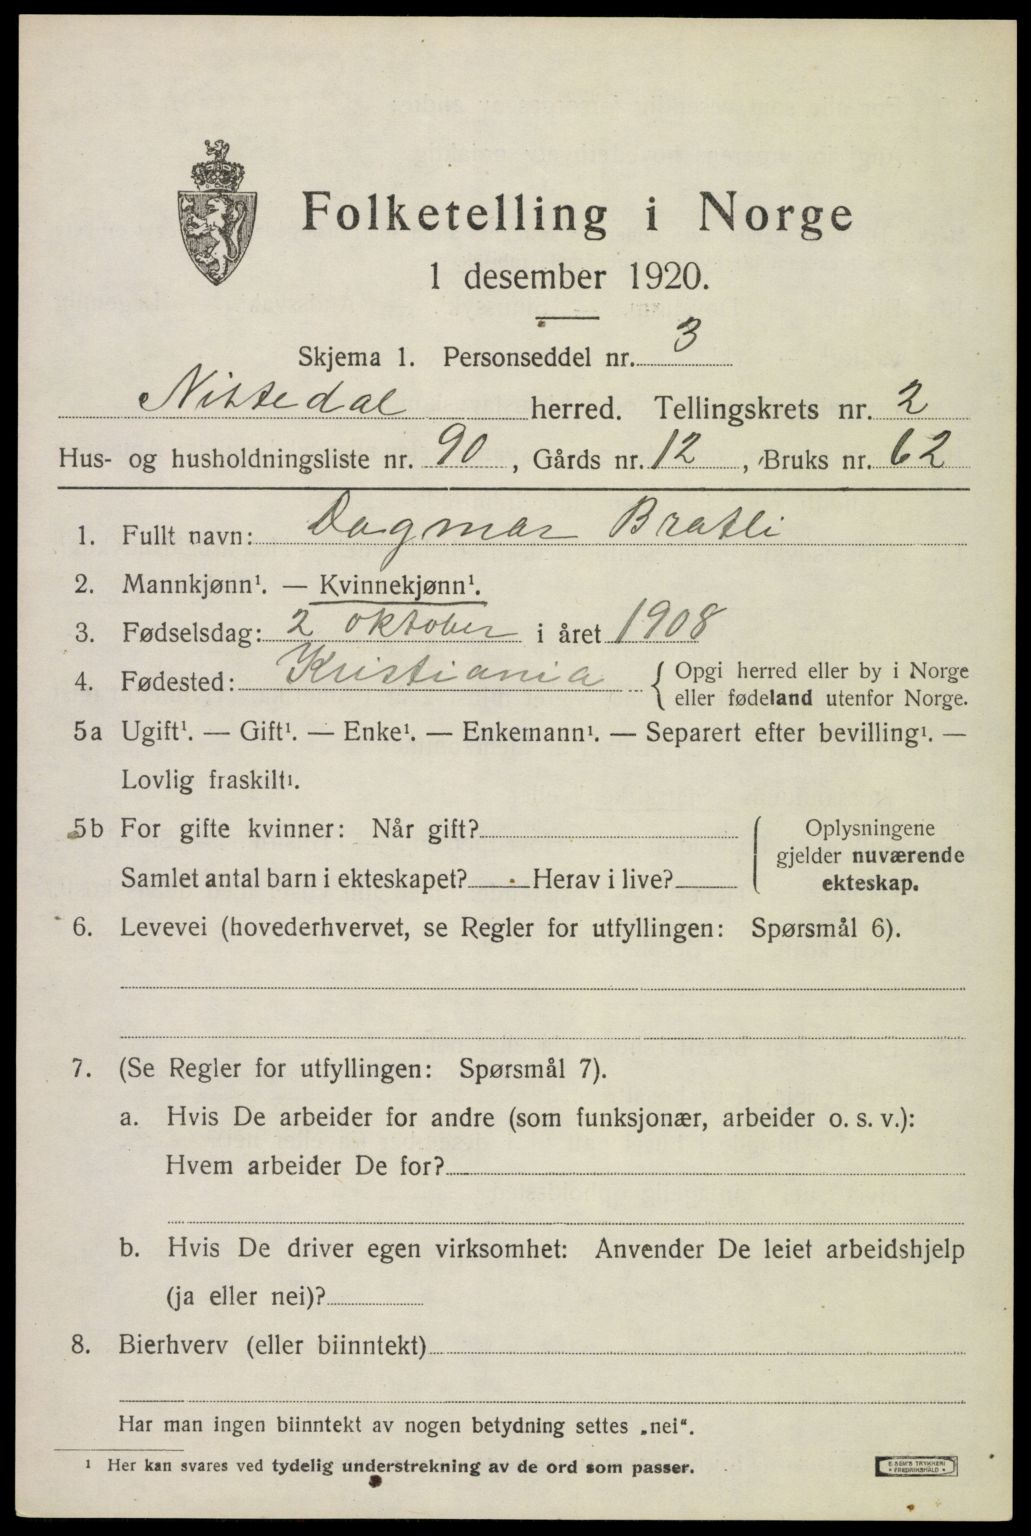 Folketelling i Norge
1 desember 1920.
Skjema 1. Personseddel nr. 3
Nittedal herred. Tellingskrets nr. 2
Hus- og husholdningsliste nr. 90, Gårds nr. 12, Bruks nr. 62
1. Fullt navn: Dagmar Bratli
2. Mannkjønn¹. — Kvinnekjønn¹.
3. Fødselsdag: 2 oktober i året 1908
4. Fødested: Kristiania { Opgi herred eller by i Norge
eller fødeland utenfor Norge.
5a Ugift¹. — Gift¹. — Enke¹. — Enkemann¹. — Separert efter bevilling¹. —
Lovlig fraskilt¹.
5b For gifte kvinner: Når gift?
Samlet antal barn i ekteskapet? Herav i live?
Oplysningene
gjelder nuværende
ekteskap.
6. Levevei (hovederhvervet, se Regler for utfyllingen: Spørsmål 6).
7. (Se Regler for utfyllingen: Spørsmål 7).
a. Hvis De arbeider for andre (som funksjonær, arbeider o. s. v.):
Hvem arbeider De for?
b. Hvis De driver egen virksomhet: Anvender De leiet arbeidshjelp
(ja eller nei)?
8. Bierhverv (eller biinntekt)
Har man ingen biinntekt av nogen betydning settes „nei“.
¹ Her kan svares ved tydelig understrekning av de ord som passer.
E. SEM'S TRYKKERI
• FREDRIKSHALD •